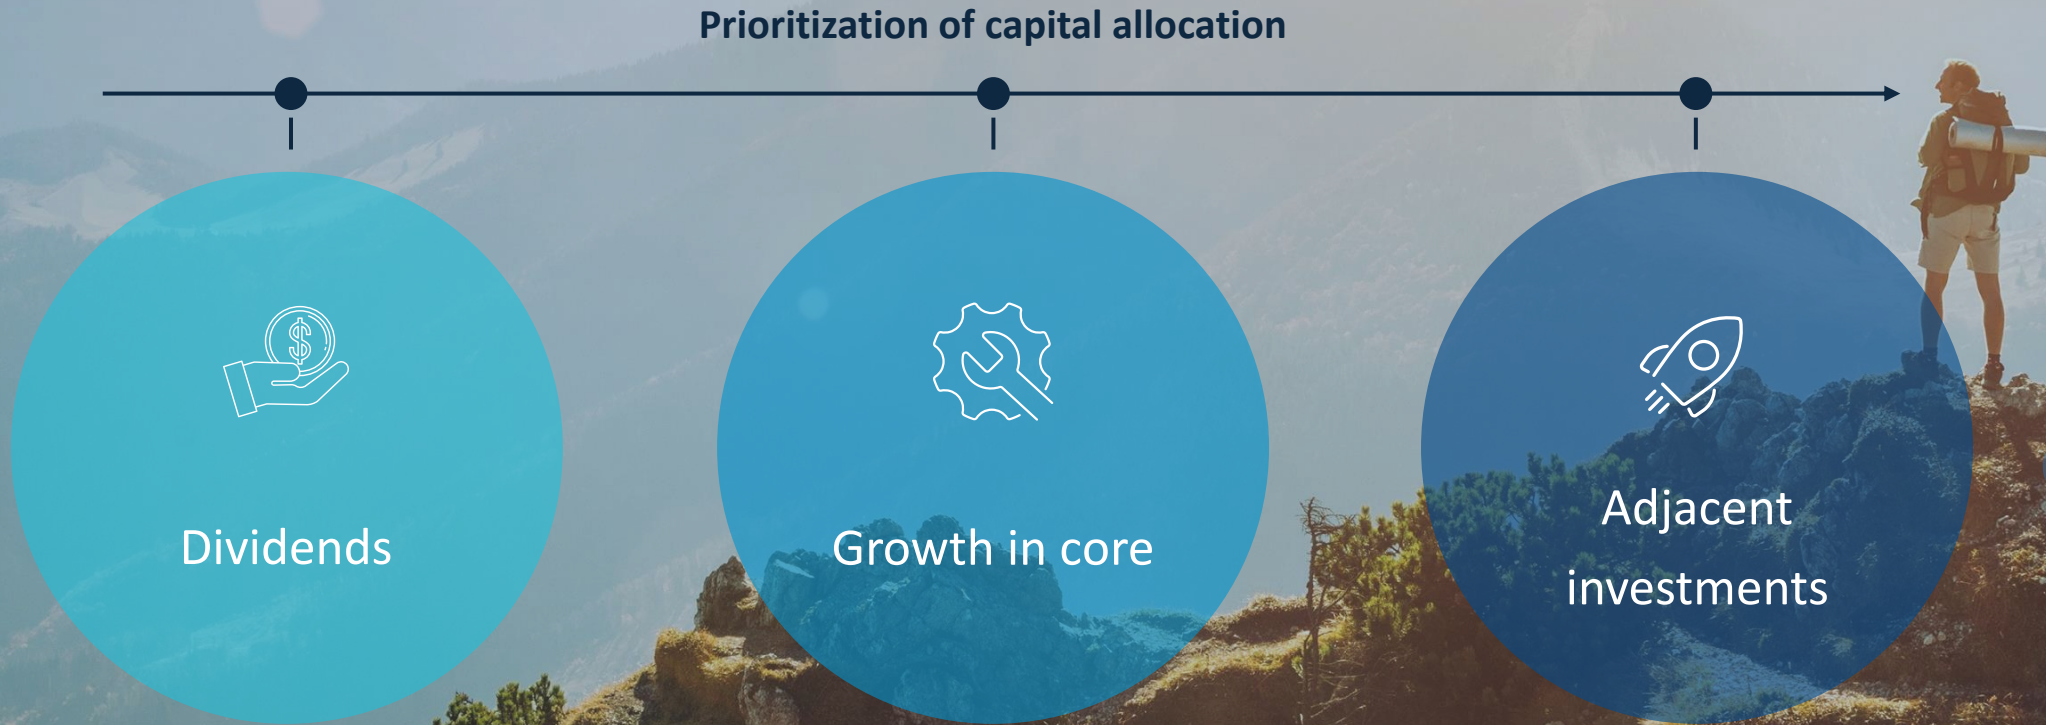 Prioritization of capital allocation
Dividends
Growth in core
Adjacent
investments